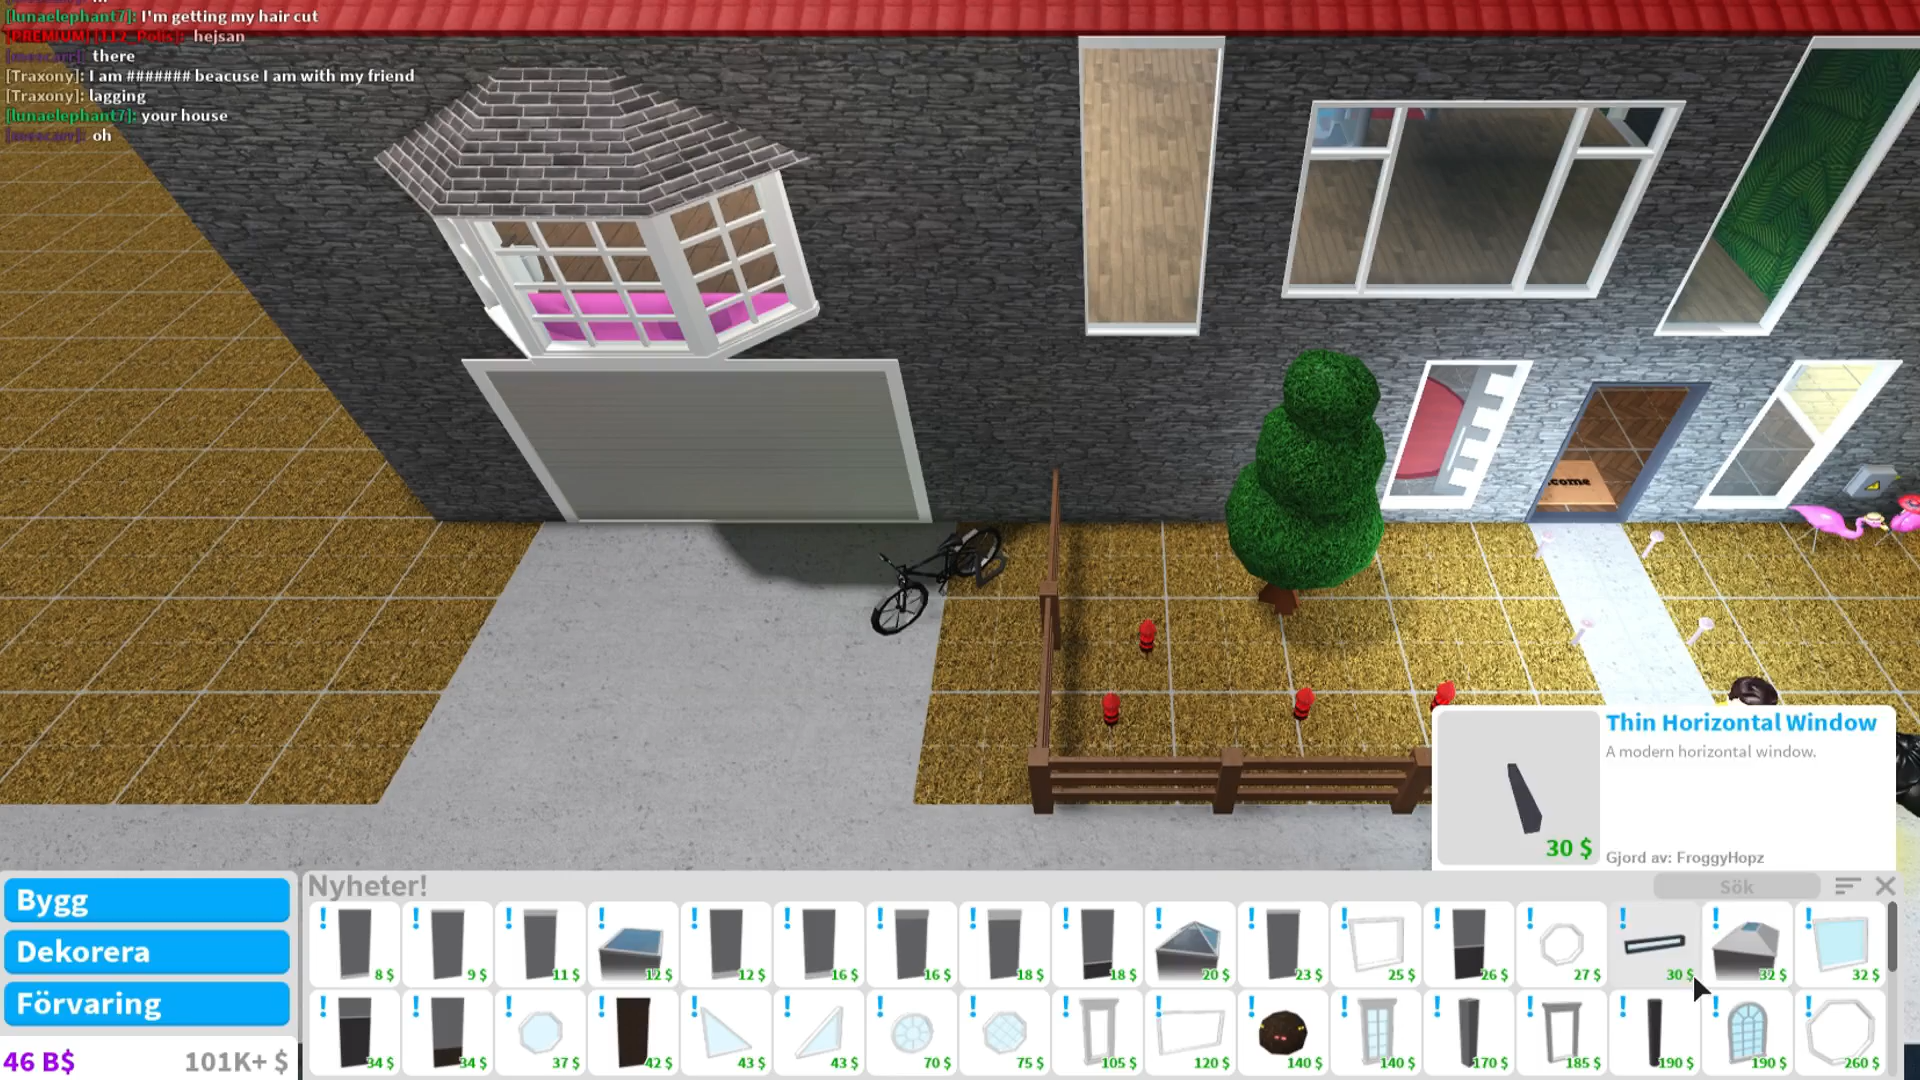 [lunaelephant7]: I'm getting my hair cut
[PREMIUM] [112_Polis]: hejsan
there
[Traxony]: I am ####### beacuse I am with my friend
[Traxony]: lagging
[lunaelephant7]: your house
oh
come
Thin Horizontal Window
A modern horizontal window.
30 $
Gjord av: FroggyHopz
Nyheter!
Sök
Bygg
Dekorera
Förvaring
46 B$
101K+ $
! 8 $
! 9 $
! 11 $
! 12 $
! 12 $
! 16 $
! 16 $
! 18 $
! 18 $
! 20 $
! 23 $
! 25 $
! 26 $
! 27 $
! 30 $
! 32 $
! 32 $
! 34 $
! 34 $
! 37 $
! 42 $
! 43 $
! 43 $
! 70 $
! 75 $
! 105 $
! 120 $
! 140 $
! 140 $
! 170 $
! 185 $
! 190 $
! 190 $
! 260 $